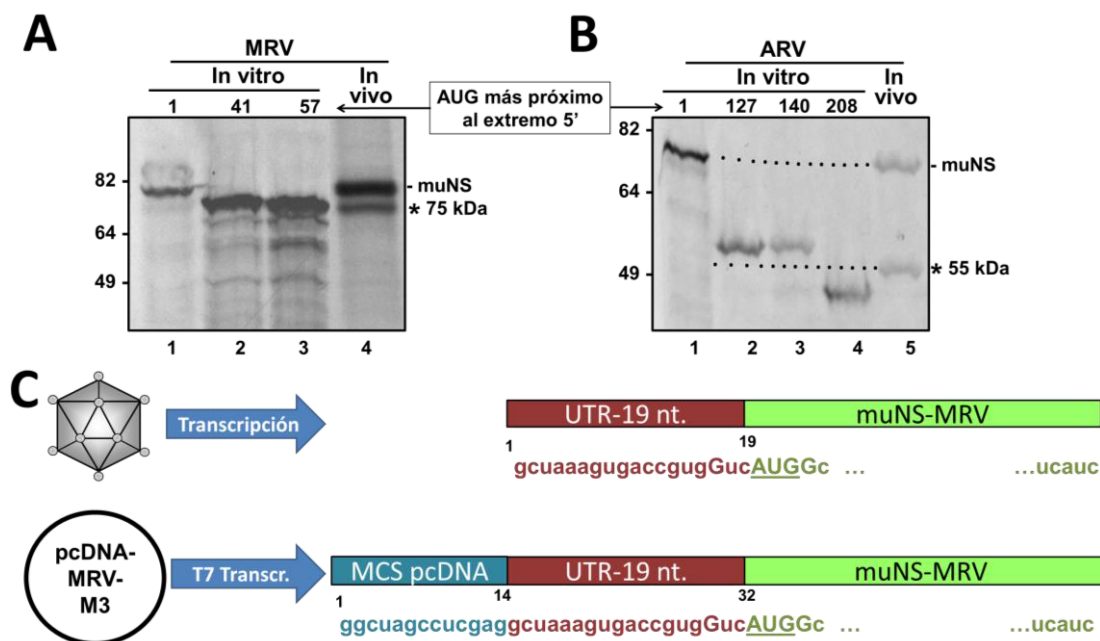 A
MRV
In vitro
In vivo
1 41 57
AUG más próximo
al extremo 5’
82
64
49
- muNS
* 75 kDa
1 2 3 4
B
ARV
In vitro
In vivo
1 127 140 208
82
64
49
- muNS
* 55 kDa
1 2 3 4 5
C
Transcripción
UTR-19 nt. muNS-MRV
1 19
gcuaaagugaccgugGucAUGGc ... ...ucauc
pcDNA-
MRV-
M3
T7 Transcr.
MCS pcDNA UTR-19 nt. muNS-MRV
1 14 32
ggcuagccucgaggcuaaagugaccgugGucAUGGc ... ...ucauc